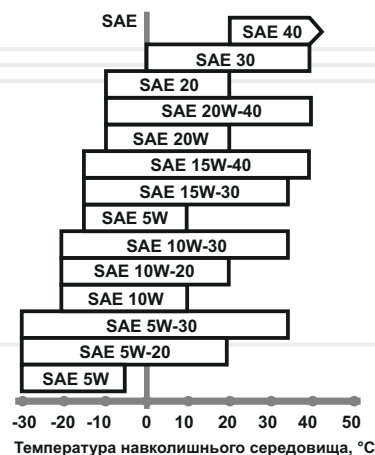 SAE
SAE 40
SAE 30
SAE 20
SAE 20W-40
SAE 20W
SAE 15W-40
SAE 15W-30
SAE 5W
SAE 10W-30
SAE 10W-20
SAE 10W
SAE 5W-30
SAE 5W-20
SAE 5W
-30 -20 -10 0 10 20 30 40 50
Температура навколишнього середовища, °C